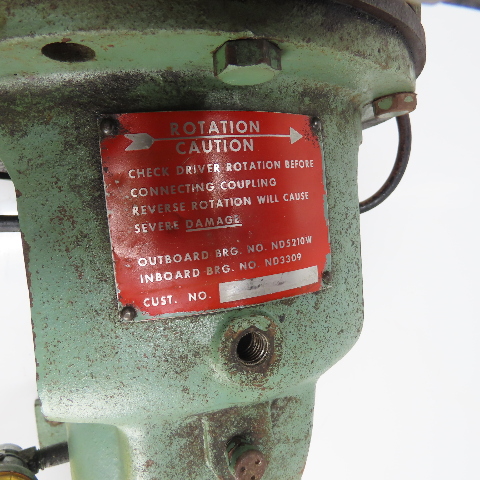 ROTATION
CAUTION
CHECK DRIVER ROTATION BEFORE
CONNECTING COUPLING
REVERSE ROTATION WILL CAUSE
SEVERE DAMAGE
OUTBOARD BRG. NO. ND5210W
INBOARD BRG. NO. ND3309
CUST. NO.